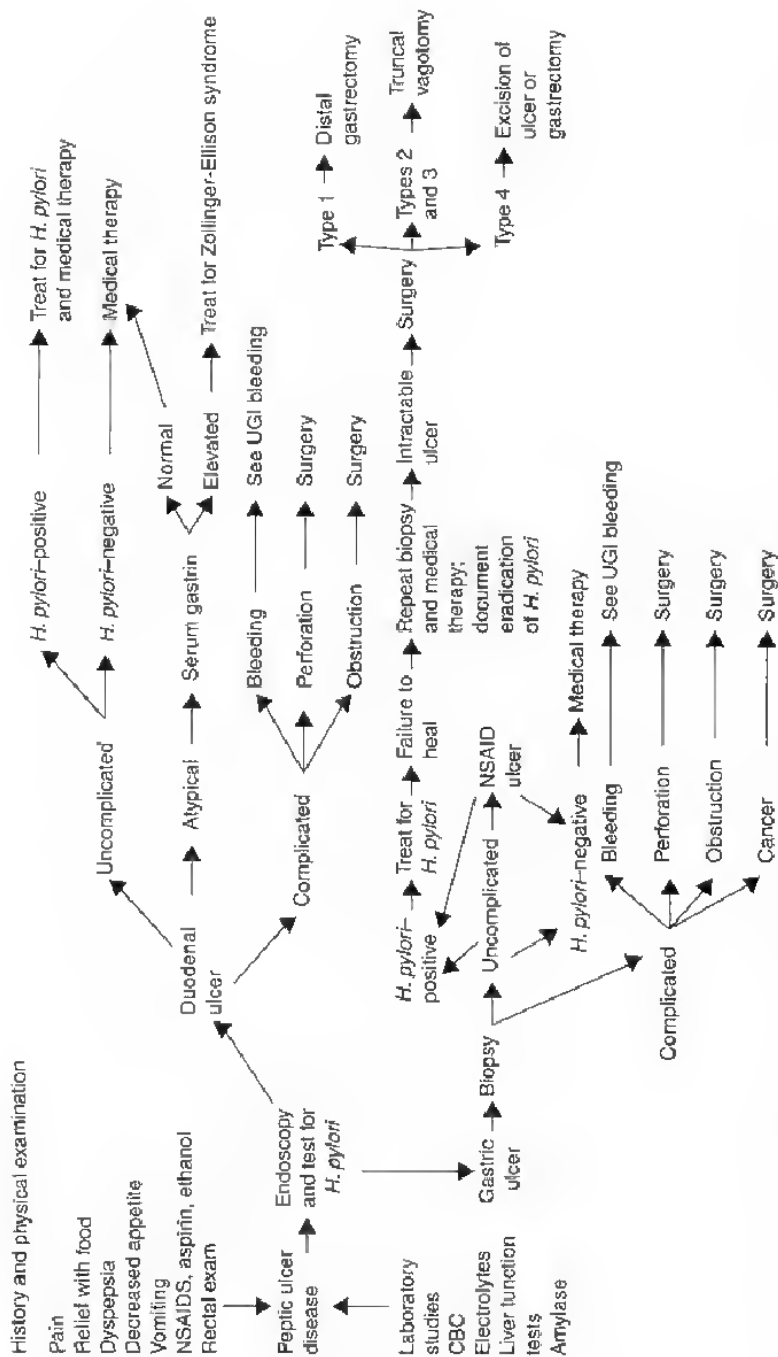 History and physical examination
Pain
Relief with food
Dyspepsia
Decreased appetite
Vomiting
NSAIDS, aspirin, ethanol
Rectal exam
Peptic ulcer
disease
Laboratory
studies
CBC
Electrolytes
Liver function
tests
Amylase
Endoscopy
and test for
H. pylori
Duodenal
ulcer
Uncomplicated
H. pylori–positive
Treat for H. pylori
and medical therapy
H. pylori–negative
Medical therapy
Atypical
Serum gastrin
Normal
Elevated
Treat for Zollinger-Ellison syndrome
Complicated
Bleeding
See UGI bleeding
Perforation
Surgery
Obstruction
Surgery
Gastric
ulcer
Biopsy
Uncomplicated
H. pylori–
positive
Treat for
H. pylori
Failure to
heal
Repeat biopsy
and medical
therapy;
document
eradication
of H. pylori
Intractable
ulcer
Surgery
Type 1
Distal
gastrectomy
Types 2
and 3
Truncal
vagotomy
Type 4
Excision of
ulcer or
gastrectomy
NSAID
ulcer
H. pylori–negative
Medical therapy
Complicated
Bleeding
See UGI bleeding
Perforation
Surgery
Obstruction
Surgery
Cancer
Surgery